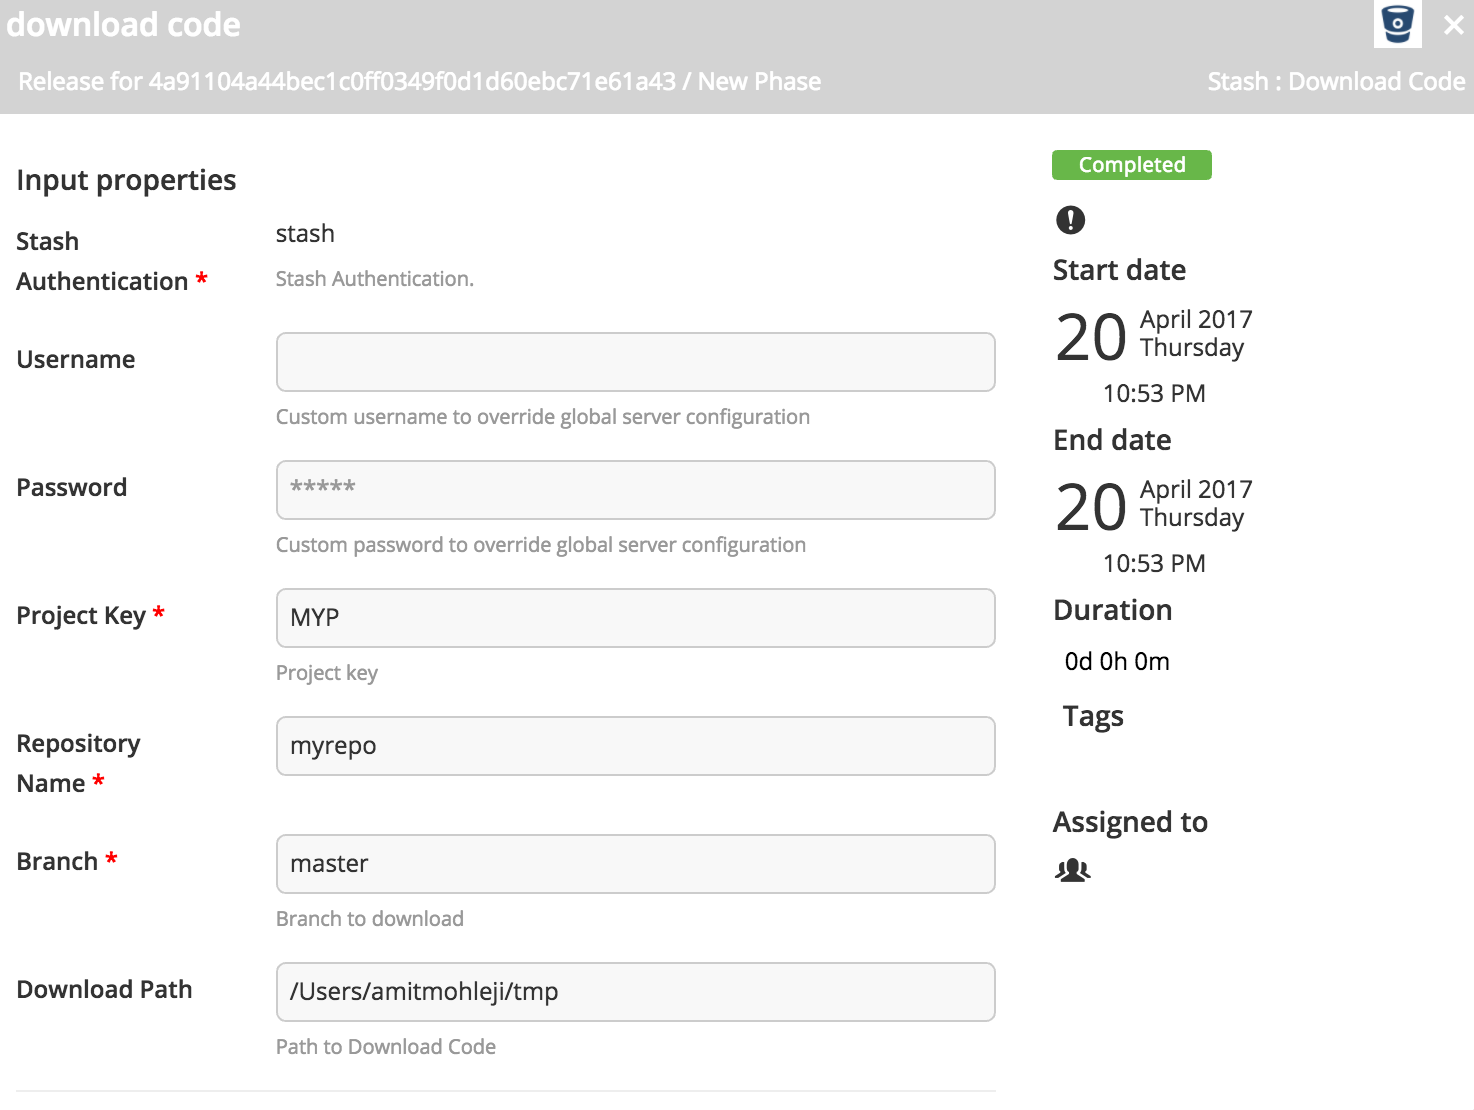 download code
Release for 4a91104a44bec1c0ff0349f0d1d60ebc71e61a43 / New Phase
Stash : Download Code
Input properties
Stash
Authentication *
stash
Stash Authentication.
Username
Custom username to override global server configuration
Password
*****
Custom password to override global server configuration
Project Key *
MYP
Project key
Repository
Name *
myrepo
Branch *
master
Branch to download
Download Path
/Users/amitmohleji/tmp
Path to Download Code
Completed
Start date
20
April 2017
Thursday
10:53 PM
End date
20
April 2017
Thursday
10:53 PM
Duration
0d 0h 0m
Tags
Assigned to